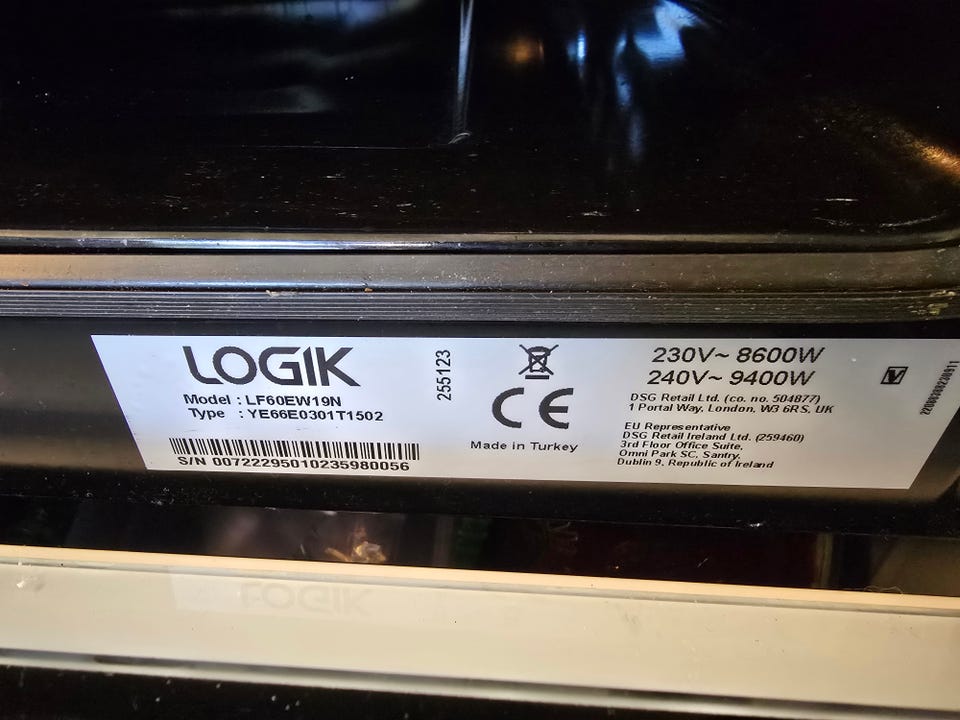 LOGIK
Model : LF60EW19N
Type : YE66E0301T1502
S/N 00722295010235980056
255123
CE
Made in Turkey
230V~ 8600W
240V~ 9400W
DSG Retail Ltd. (co. no. 504877)
1 Portal Way, London, W3 6RS, UK
EU Representative
DSG Retail Ireland Ltd. (259460)
3rd Floor Office Suite,
Omni Park SC, Santry,
Dublin 9, Republic of Ireland
V